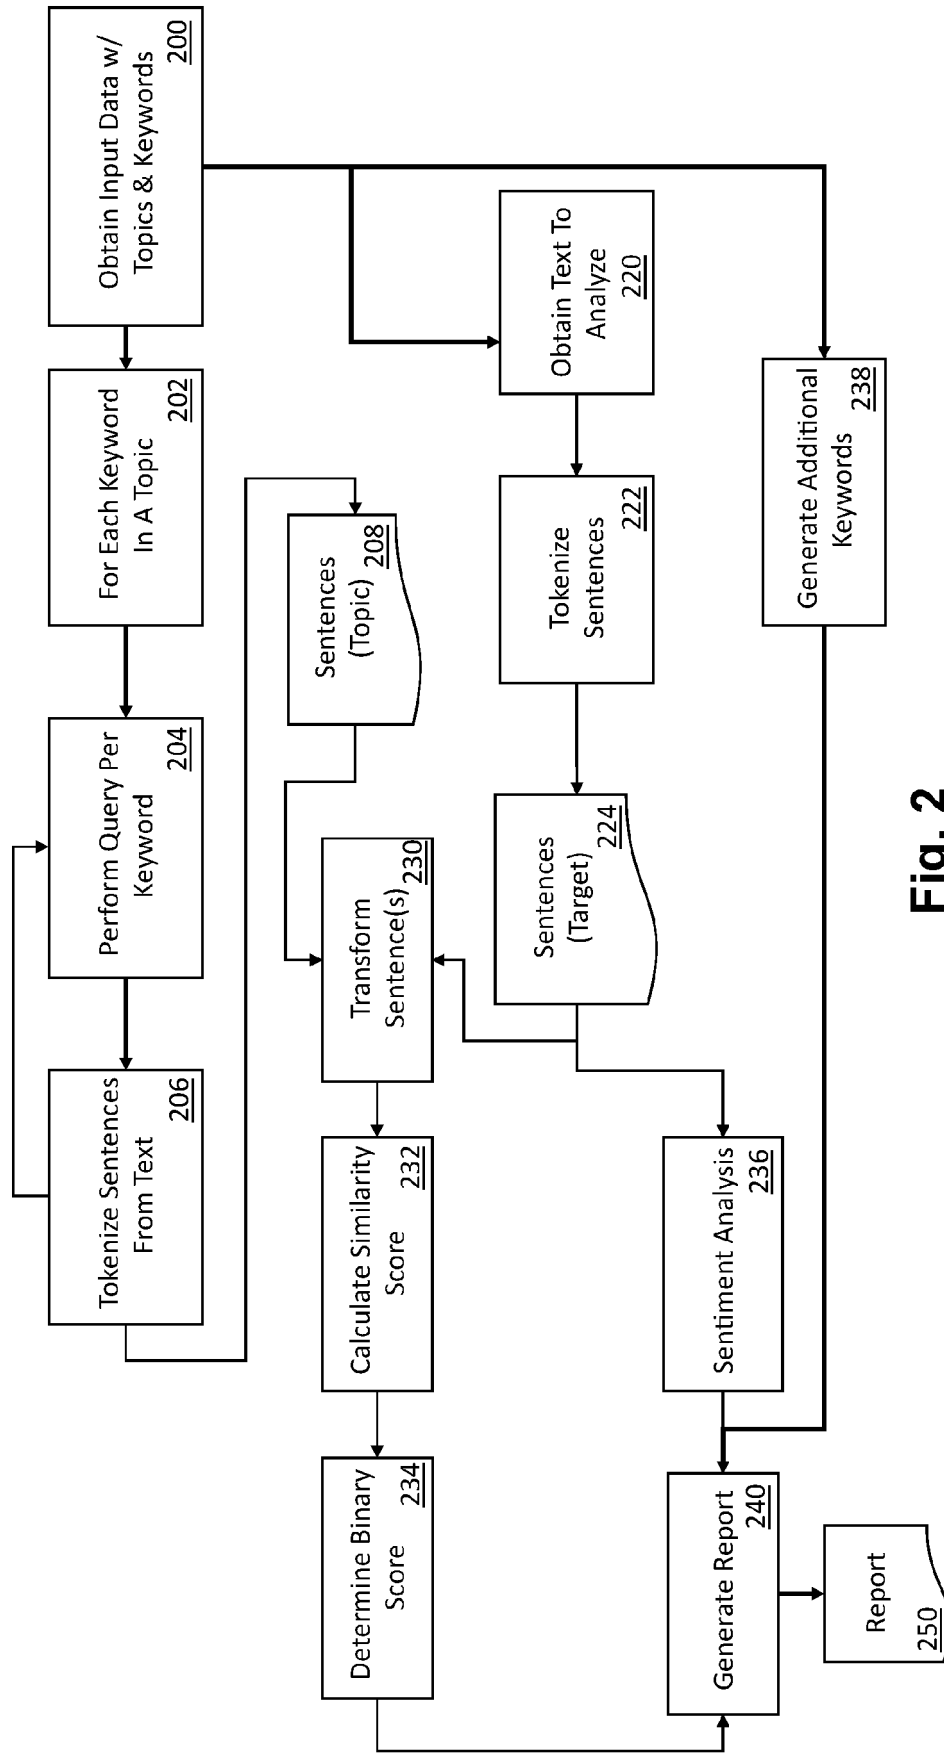 Obtain Input Data w/
Topics & Keywords
200
For Each Keyword
In A Topic
202
Perform Query Per
Keyword
204
Tokenize Sentences
From Text
206
Sentences
(Topic)
208
Transform
Sentence(s)
230
Calculate Similarity
Score
232
Determine Binary
Score
234
Obtain Text To
Analyze
220
Tokenize
Sentences
222
Sentences
(Target)
224
Sentiment Analysis
236
Generate Additional
Keywords
238
Generate Report
240
Report
250
Fig. 2